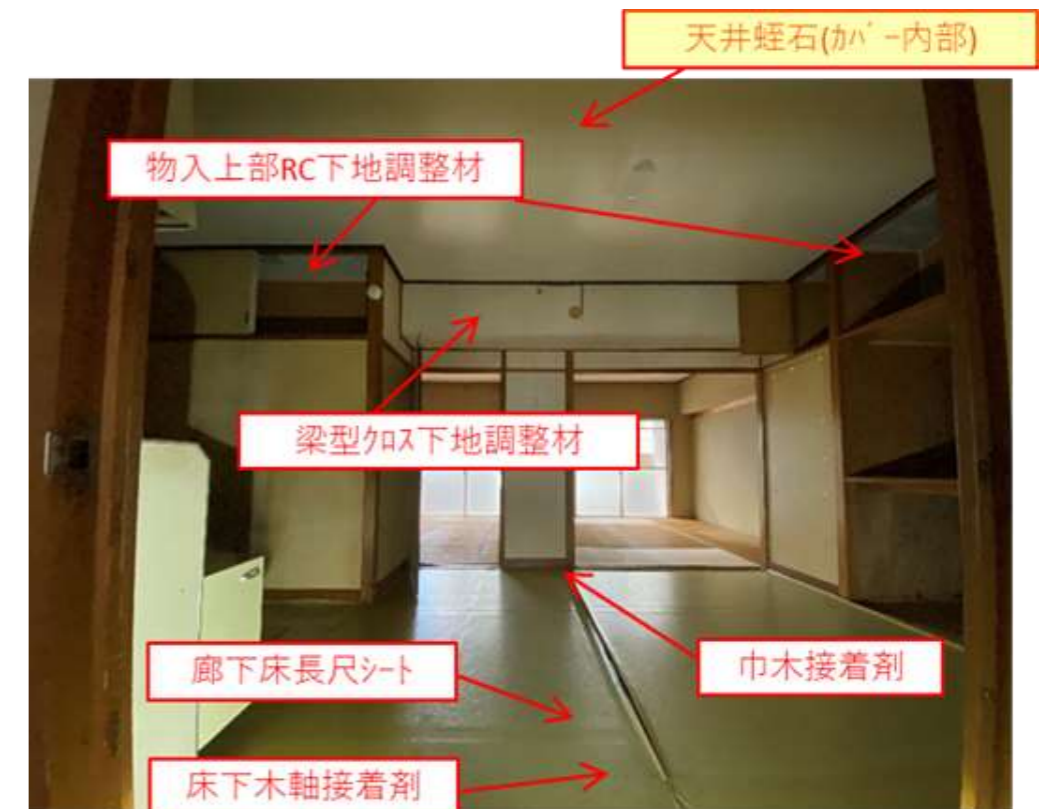 天井蛭石(ｶﾊﾞｰ内部)
物入上部RC下地調整材
梁型ｸﾛｽ下地調整材
廊下床長尺ｼｰﾄ
巾木接着剤
床下木軸接着剤